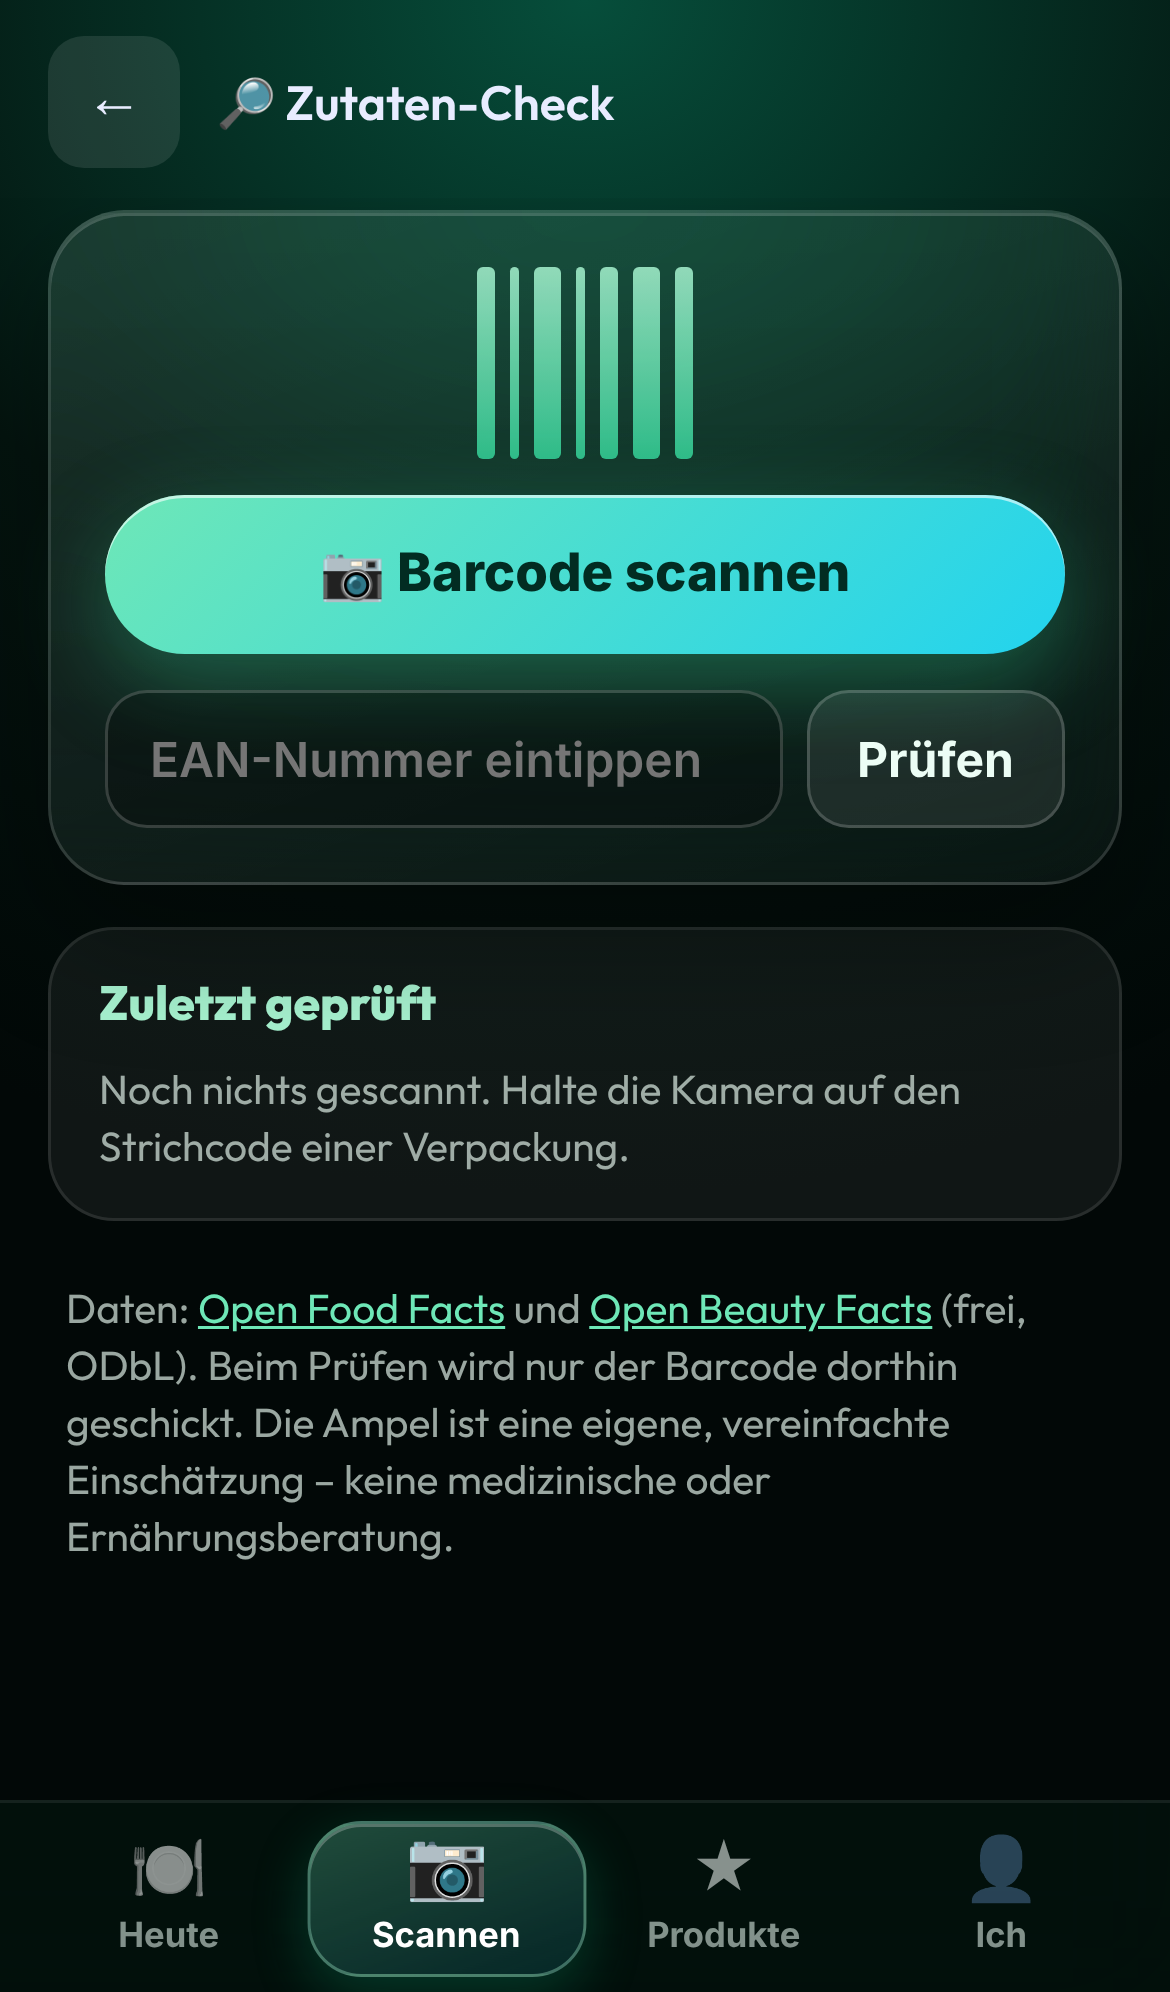 Zutaten-Check
Barcode scannen
EAN-Nummer eintippen
Prüfen
Zuletzt geprüft
Noch nichts gescannt. Halte die Kamera auf den
Strichcode einer Verpackung.
Daten: Open Food Facts und Open Beauty Facts (frei,
ODbL). Beim Prüfen wird nur der Barcode dorthin
geschickt. Die Ampel ist eine eigene, vereinfachte
Einschätzung – keine medizinische oder
Ernährungsberatung.
Heute
Scannen
Produkte
Ich